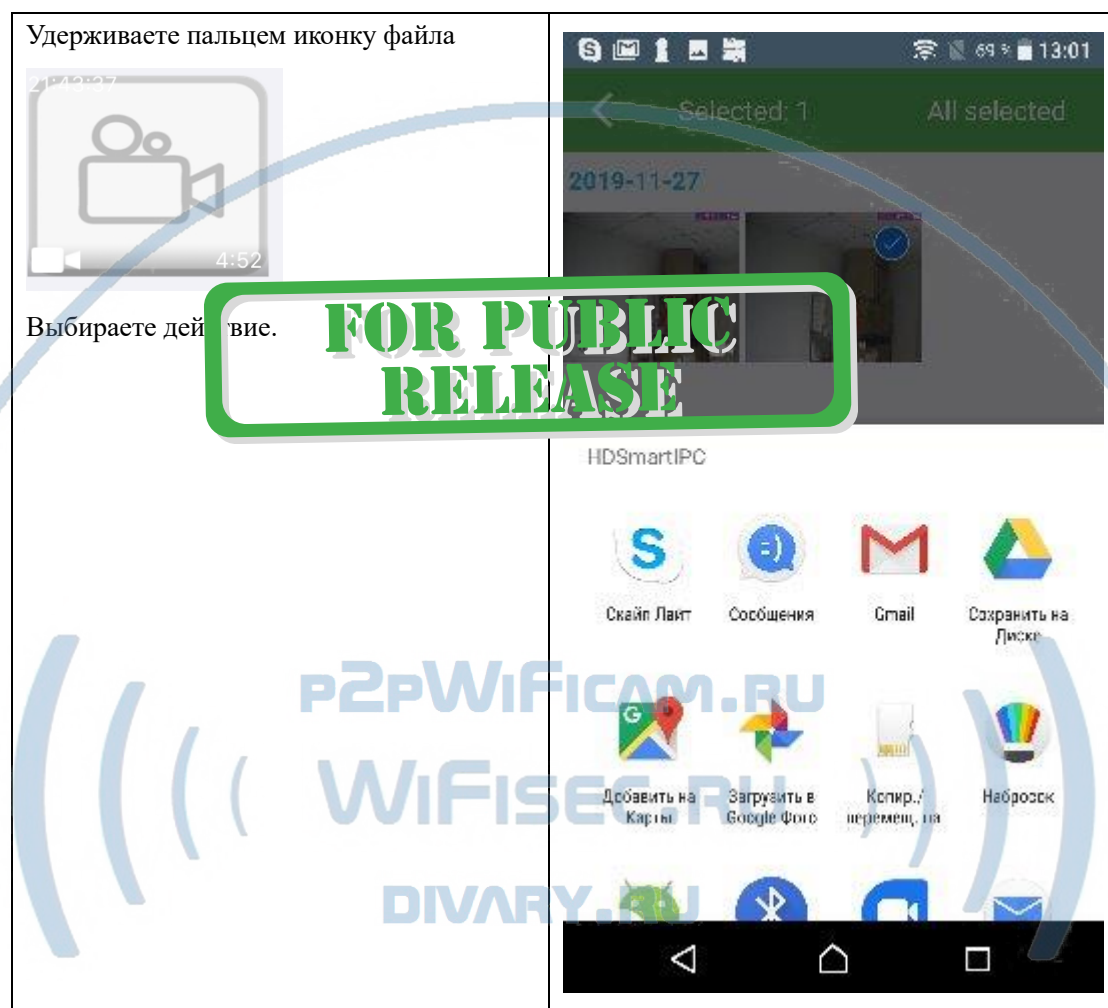 Удерживаете пальцем иконку файла
21:43:37
4:52
Выбираете действие.
FOR PUBLIC
RELEASE
69 % 13:01
Selected: 1 All selected
2019-11-27
HDSmartIPC
Скайп Лайт
Сообщения
Gmail
Сохранить на
Диске
Добавить на
Карты
Загрузить в
Google Фото
Копир./
перемещ. на
Набросок
P2PWIFICAM.RU
WIFISEC.RU
DIVARY.RU